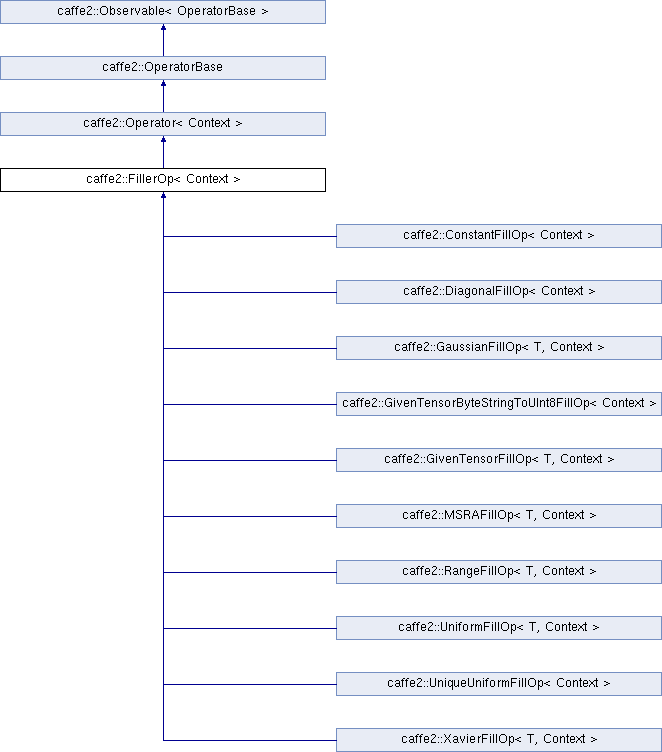 caffe2::Observable< OperatorBase >
caffe2::OperatorBase
caffe2::Operator< Context >
caffe2::FillerOp< Context >
caffe2::ConstantFillOp< Context >
caffe2::DiagonalFillOp< Context >
caffe2::GaussianFillOp< T, Context >
caffe2::GivenTensorByteStringToUInt8FillOp< Context >
caffe2::GivenTensorFillOp< T, Context >
caffe2::MSRAFillOp< T, Context >
caffe2::RangeFillOp< T, Context >
caffe2::UniformFillOp< T, Context >
caffe2::UniqueUniformFillOp< Context >
caffe2::XavierFillOp< T, Context >